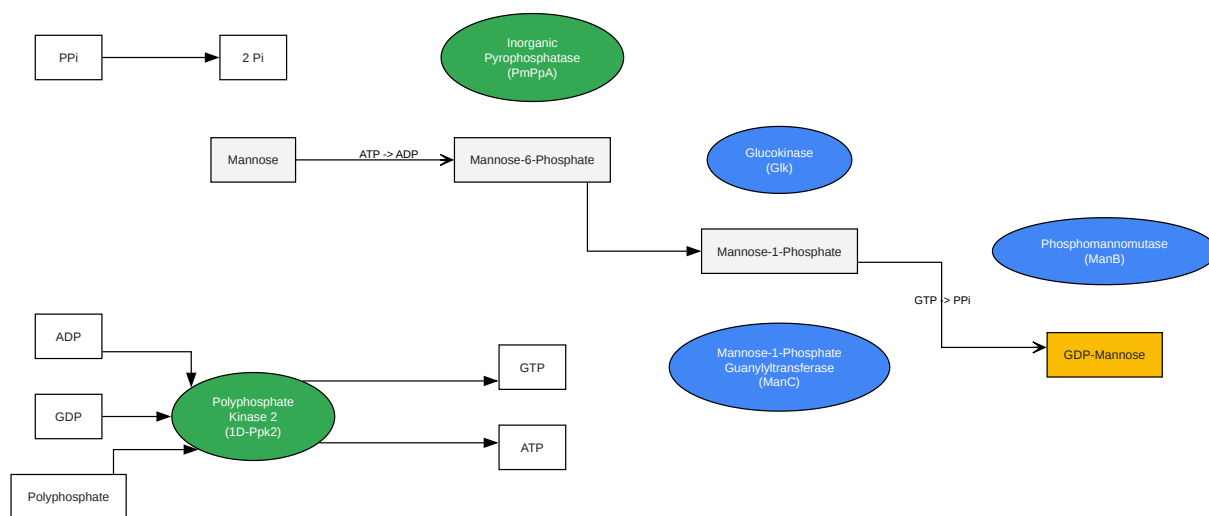 PPi
2 Pi
Inorganic
Pyrophosphatase
(PmPpA)
Mannose
ATP -> ADP
Mannose-6-Phosphate
Glucokinase
(Glk)
Mannose-1-Phosphate
Phosphomannomutase
(ManB)
GTP -> PPi
ADP
GTP
Mannose-1-Phosphate
Guanylyltransferase
(ManC)
GDP-Mannose
GDP
Polyphosphate
Kinase 2
(1D-Ppk2)
ATP
Polyphosphate